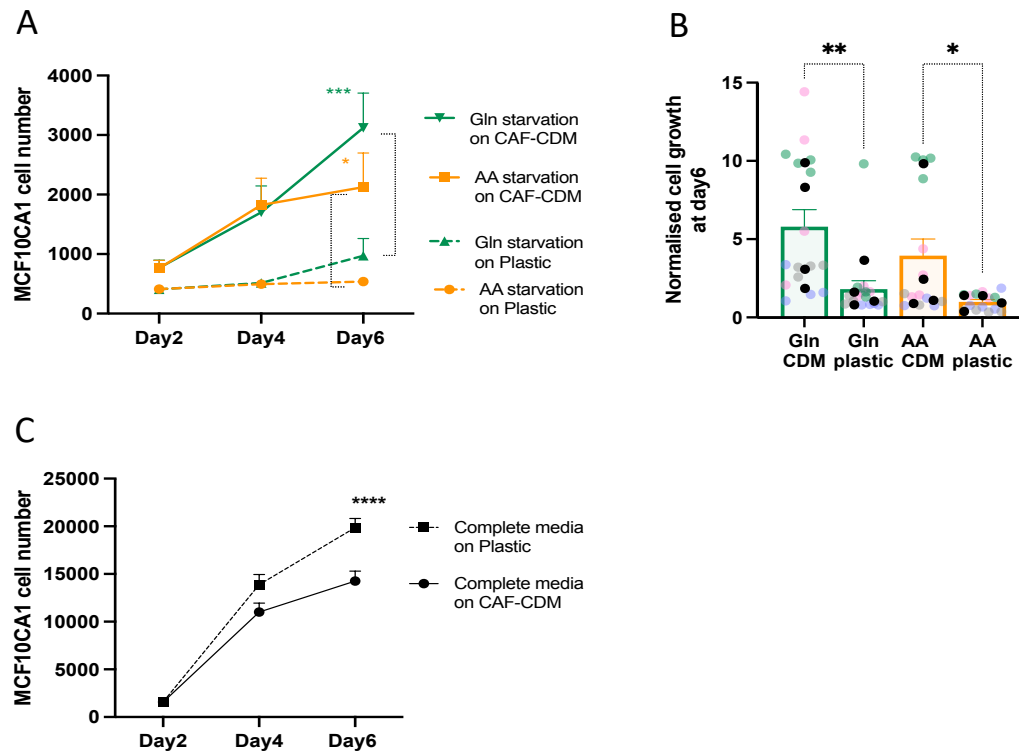 A
MCF10CA1 cell number
4000
3000
2000
1000
0
Day2
Day4
Day6
***
*
Gln starvation
on CAF-CDM
AA starvation
on CAF-CDM
Gln starvation
on Plastic
AA starvation
on Plastic
B
Normalised cell growth
at day6
15
10
5
0
**
*
Gln
CDM
Gln
plastic
AA
CDM
AA
plastic
C
MCF10CA1 cell number
25000
20000
15000
10000
5000
0
Day2
Day4
Day6
****
Complete media
on Plastic
Complete media
on CAF-CDM